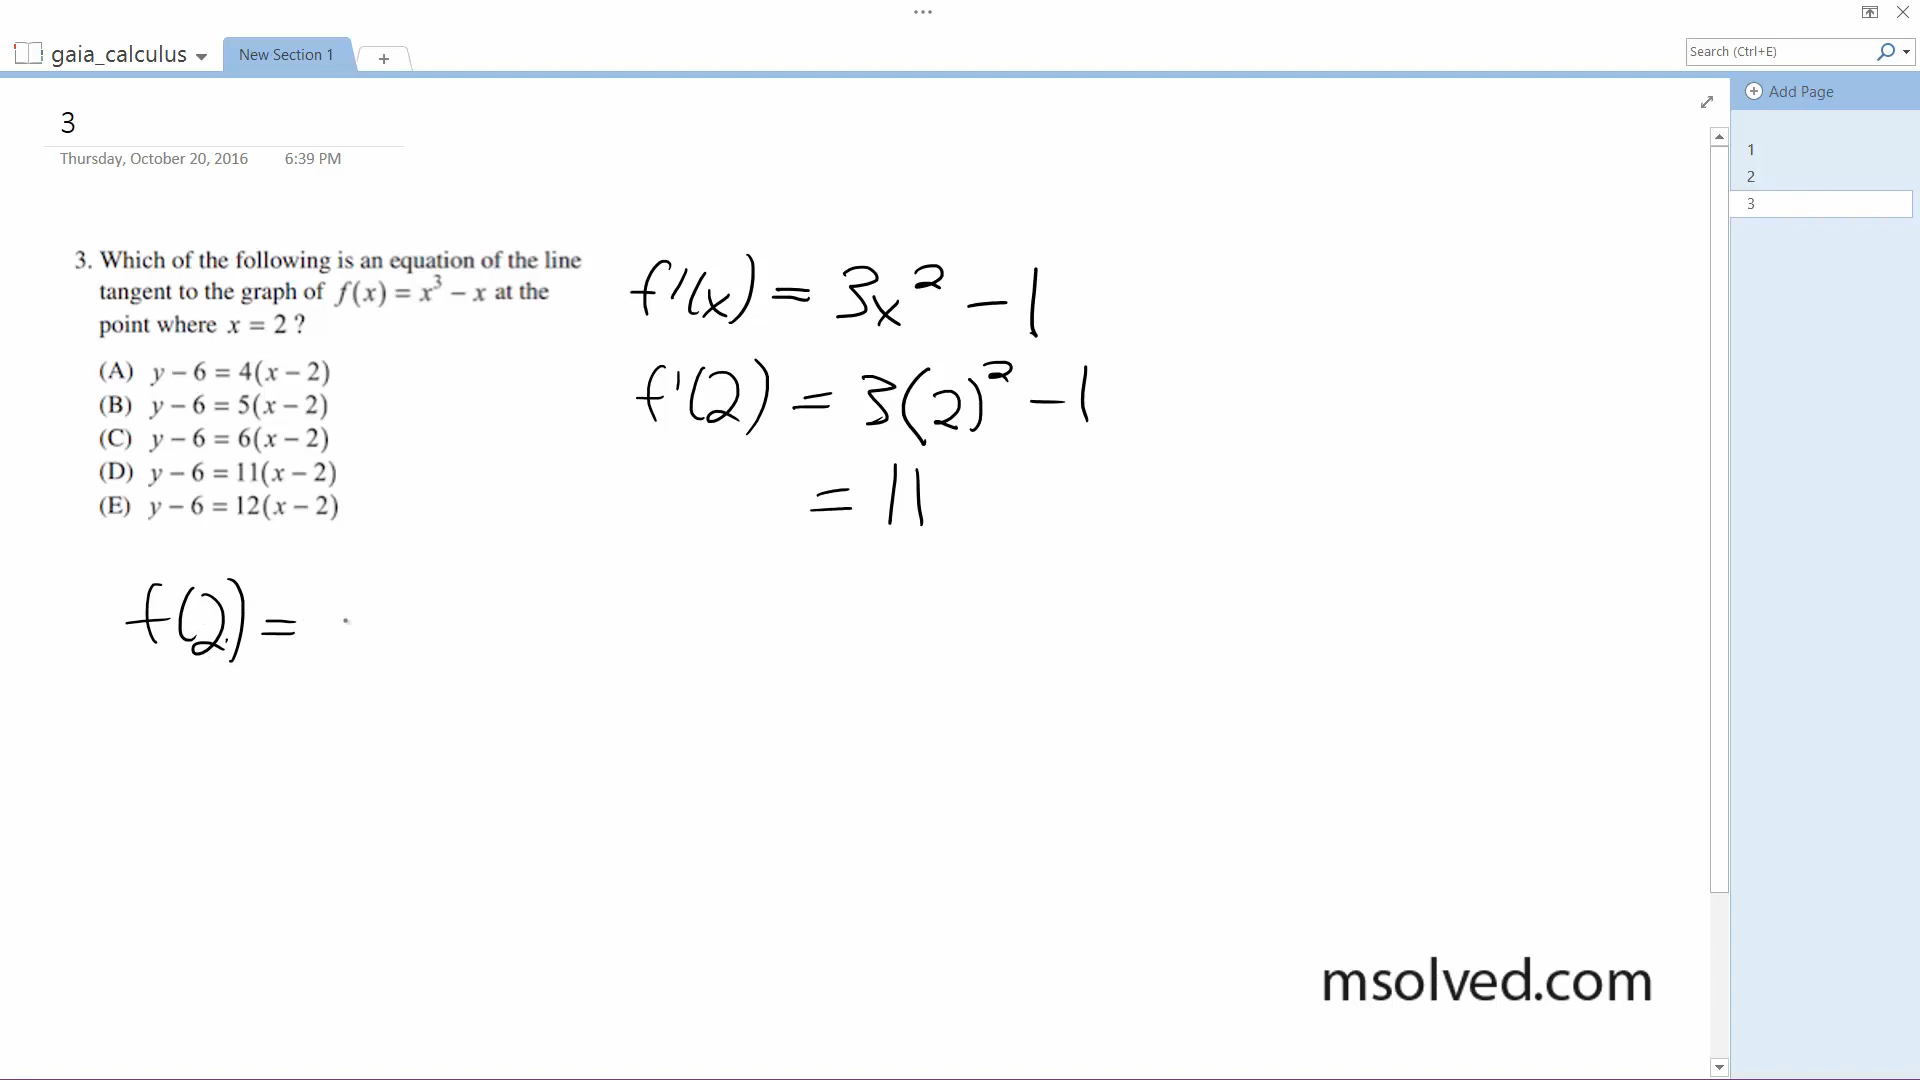 ...
gaia_calculus
New Section 1
+
Search (Ctrl+E)
Add Page
3
Thursday, October 20, 2016 6:39 PM
1
2
3
3. Which of the following is an equation of the line
tangent to the graph of f(x) = x³ − x at the
point where x = 2 ?
(A) y − 6 = 4(x − 2)
(B) y − 6 = 5(x − 2)
(C) y − 6 = 6(x − 2)
(D) y − 6 = 11(x − 2)
(E) y − 6 = 12(x − 2)
f'(x) = 3x² − 1
f'(2) = 3(2)² − 1
= 11
f(2) =
msolved.com